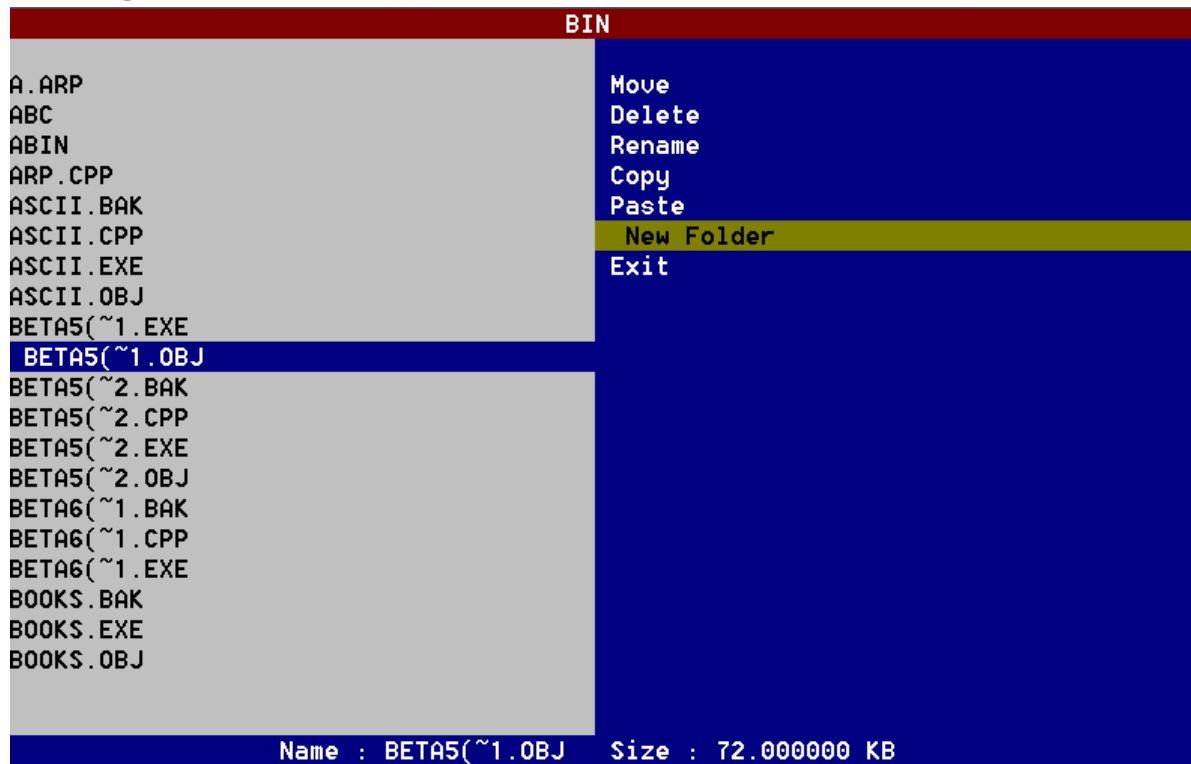 BIN
A.ARP
ABC
ABIN
ARP.CPP
ASCII.BAK
ASCII.CPP
ASCII.EXE
ASCII.OBJ
BETA5(~1.EXE
BETA5(~1.OBJ
BETA5(~2.BAK
BETA5(~2.CPP
BETA5(~2.EXE
BETA5(~2.OBJ
BETA6(~1.BAK
BETA6(~1.CPP
BETA6(~1.EXE
BOOKS.BAK
BOOKS.EXE
BOOKS.OBJ
Move
Delete
Rename
Copy
Paste
New Folder
Exit
Name : BETA5(~1.OBJ Size : 72.000000 KB